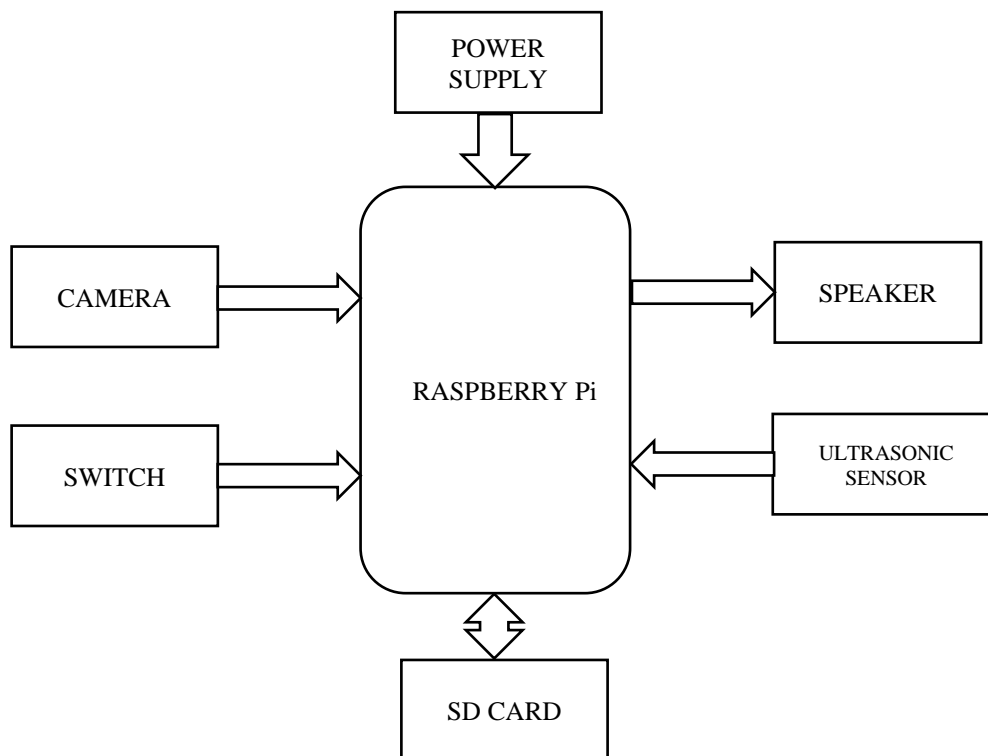 POWER
SUPPLY
CAMERA
SPEAKER
RASPBERRY Pi
SWITCH
ULTRASONIC
SENSOR
SD CARD